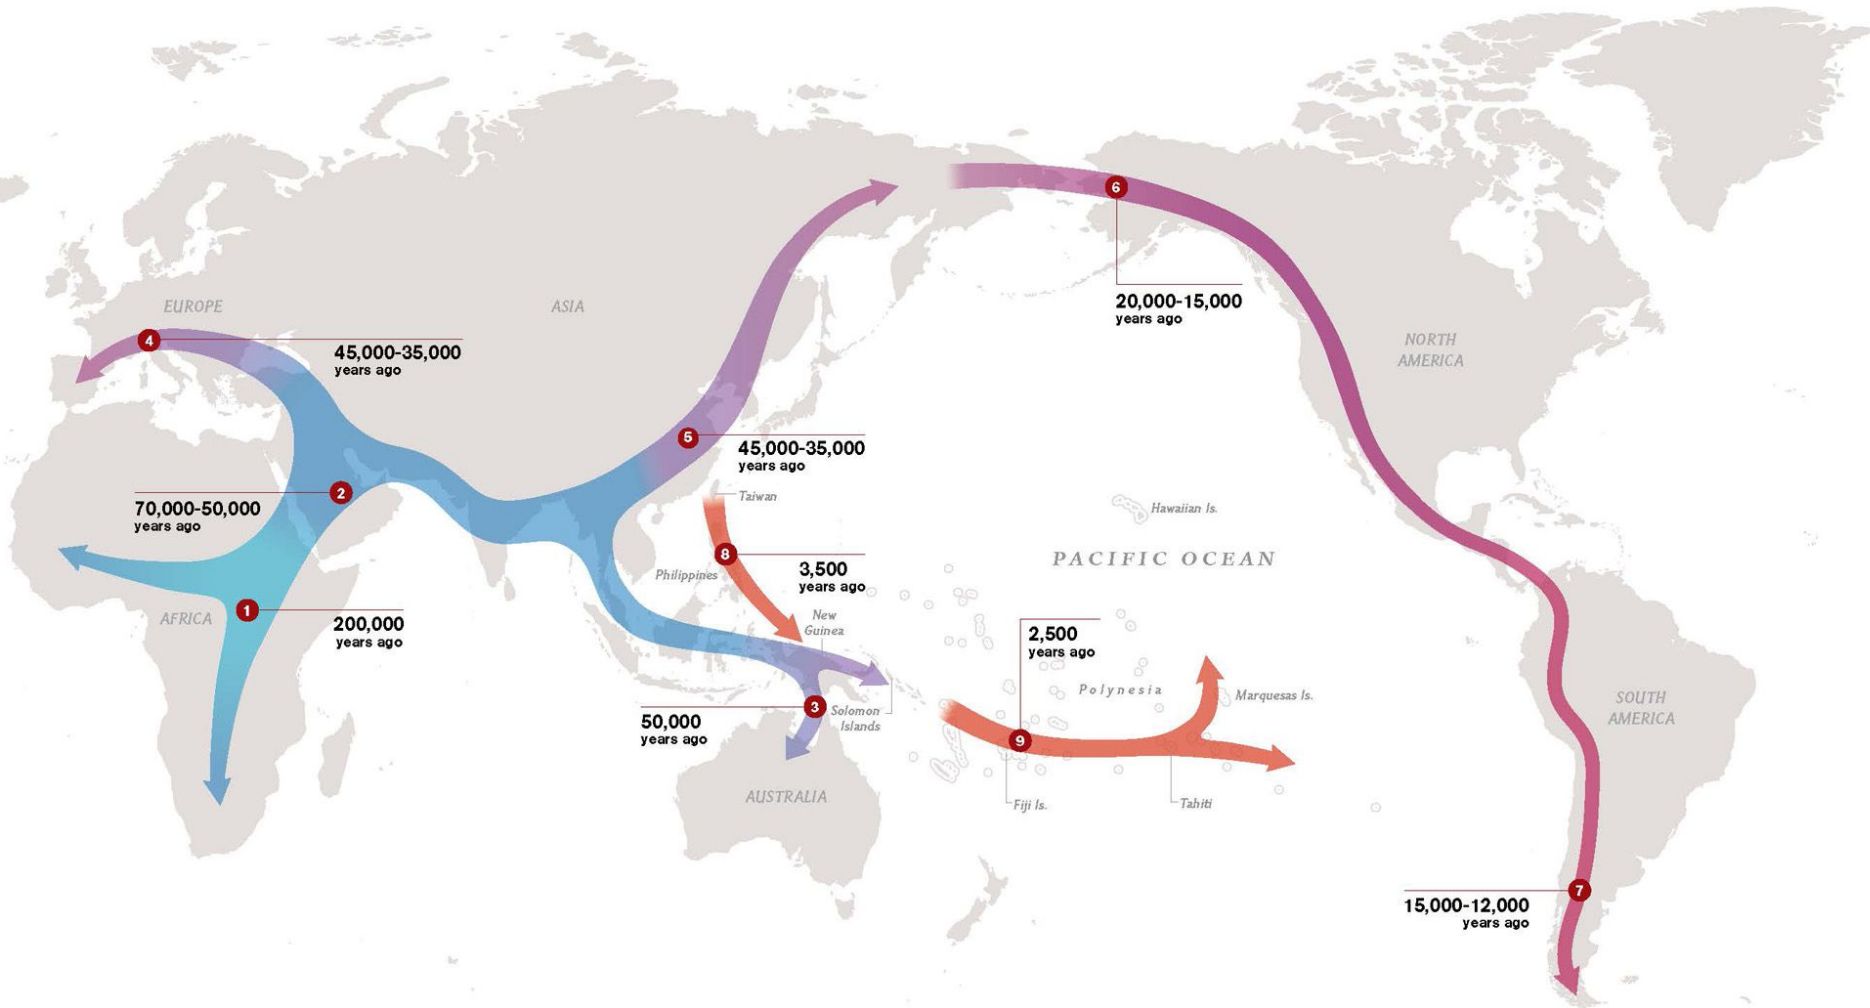 6
20,000-15,000
years ago
EUROPE
ASIA
4
45,000-35,000
years ago
NORTH
AMERICA
5
45,000-35,000
years ago
2
70,000-50,000
years ago
Taiwan
Hawaiian Is.
PACIFIC OCEAN
8
3,500
years ago
Philippines
1
200,000
years ago
AFRICA
New
Guinea
2,500
years ago
Polynesia
Marquesas Is.
3
50,000
years ago
Solomon
Islands
9
SOUTH
AMERICA
AUSTRALIA
Fiji Is.
Tahiti
7
15,000-12,000
years ago